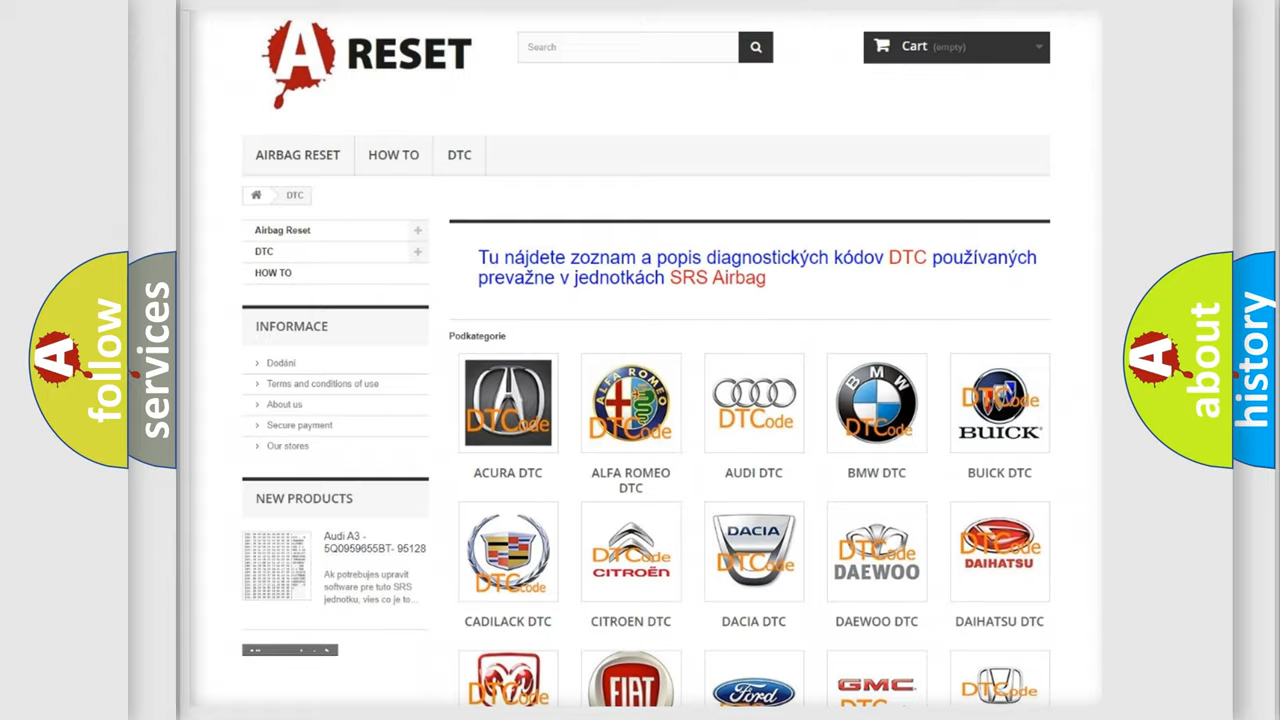 A RESET
Search
Cart (empty)
AIRBAG RESET
HOW TO
DTC
DTC
Airbag Reset
DTC
HOW TO
INFORMACE
Dodání
Terms and conditions of use
About us
Secure payment
Our stores
NEW PRODUCTS
Audi A3 -
5Q0959655BT- 95128
Ak potrebujes upravit
software pre tuto SRS
jednotku, vies co je to...
Tu nájdete zoznam a popis diagnostických kódov DTC používaných
prevažne v jednotkách SRS Airbag
Podkategorie
DTCode
ALFA ROMEO
DTCode
DTCode
BMW
DTCode
DTCode
BUICK
ACURA DTC
ALFA ROMEO
DTC
AUDI DTC
BMW DTC
BUICK DTC
DTCode
DTCode
CITROËN
DACIA
DTCode
DTCode
DAEWOO
DTCode
DAIHATSU
CADILACK DTC
CITROEN DTC
DACIA DTC
DAEWOO DTC
DAIHATSU DTC
DTCode
FIAT
Ford
GMC
DTCode
A follow
services
A about
history